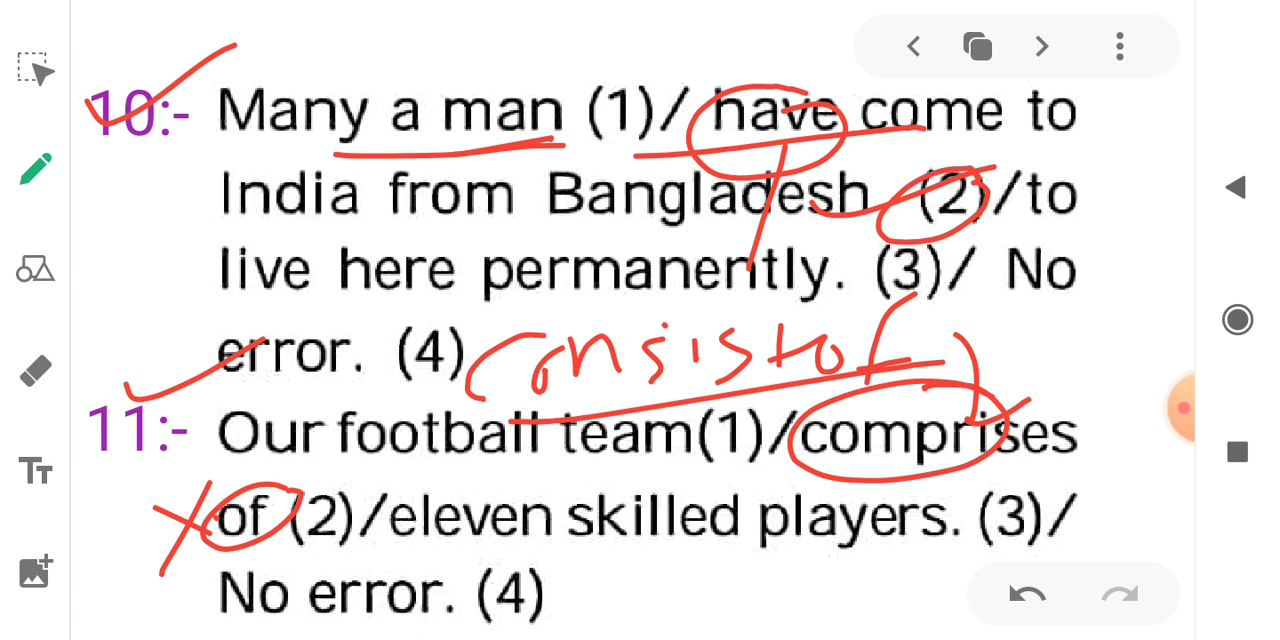 10:- Many a man (1)/ have come to
India from Bangladesh (2)/to
live here permanently. (3)/ No
error. (4)
(consist of)
11:- Our football team(1)/comprises
of (2)/eleven skilled players. (3)/
No error. (4)
Tт